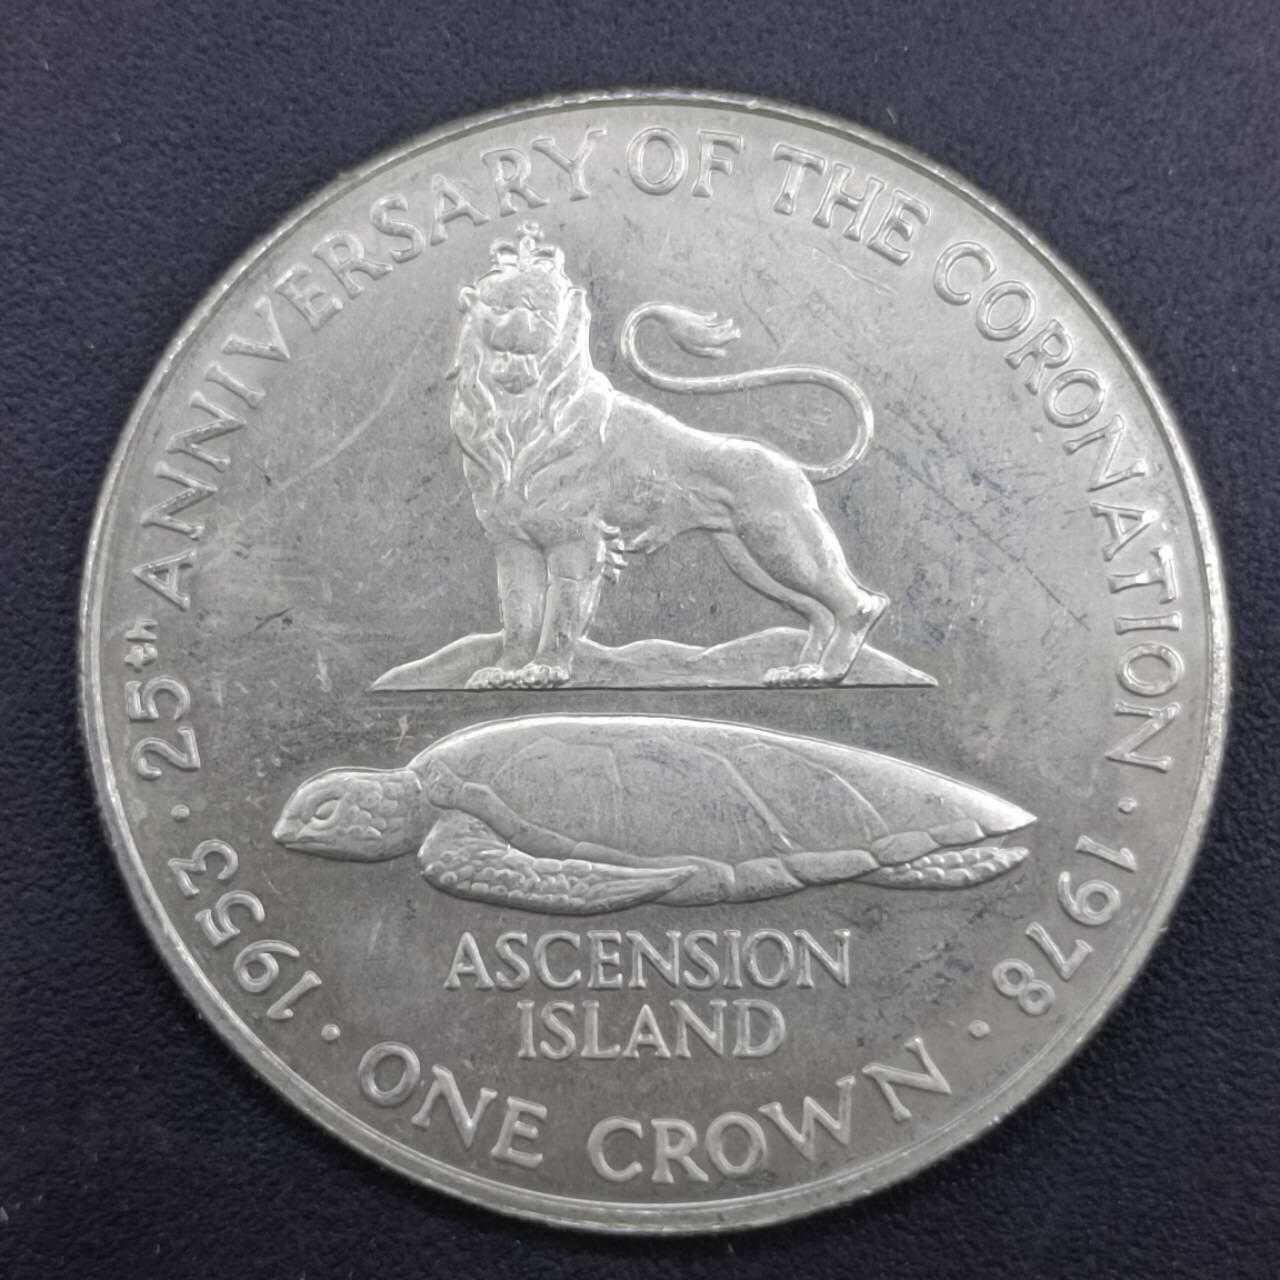 1953 · 25th ANNIVERSARY OF THE CORONATION · 1978
ASCENSION
ISLAND
· ONE CROWN ·